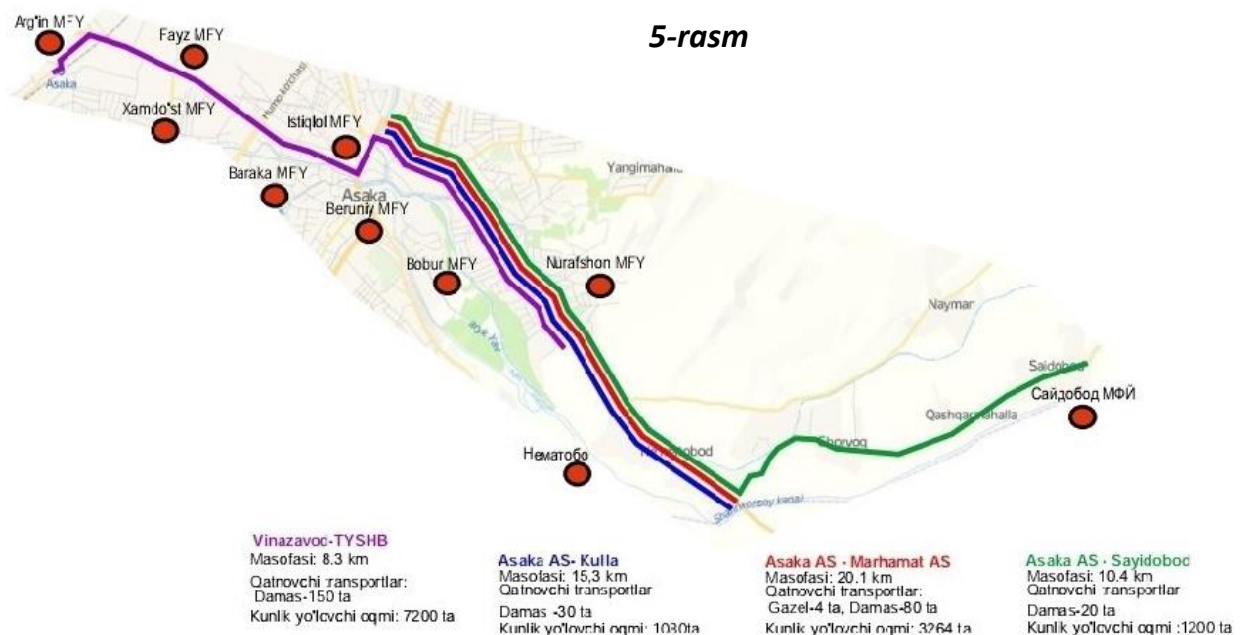 5-rasm
Arg'in MFY
Fayz MFY
Asaka
Xamdo'st MFY
Istiqlol MFY
Baraka MFY
Asaka
Beruniy MFY
Yangimahalla
Bobur MFY
Nurafshon MFY
Nayman
Saidobod
Сайдобод МФЙ
Qashqarmahalla
Нематобо
Shahrixonsoy kanal
Vinazavod-TYSHB
Masofasi: 8.3 km
Qatnovchi transportlar:
Damas-150 ta
Kunlik yo'lovchi oqmi: 7200 ta
Asaka AS- Kulla
Masofasi: 15,3 km
Qatnovchi transportlar
Damas -30 ta
Kunlik yo'lovchi oqmi: 1080ta
Asaka AS - Marhamat AS
Masofasi: 20.1 km
Qatnovchi transportlar:
Gazel-4 ta, Damas-80 ta
Kunlik yo'lovchi oqmi: 3264 ta
Asaka AS - Sayidobod
Masofasi: 10.4 km
Qatnovchi transportlar
Damas-20 ta
Kunlik yo'lovchi oqmi :1200 ta